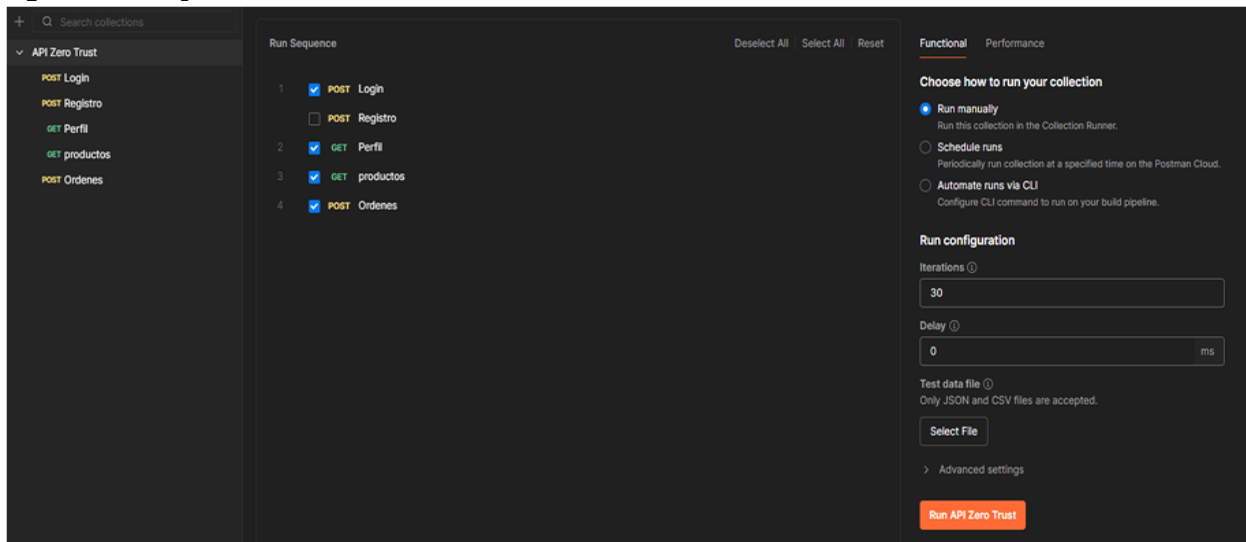 Search collections
API Zero Trust
POST Login
POST Registro
GET Perfil
GET productos
POST Ordenes
Run Sequence
Deselect All Select All Reset
1 POST Login
POST Registro
2 GET Perfil
3 GET productos
4 POST Ordenes
Functional Performance
Choose how to run your collection
Run manually
Run this collection in the Collection Runner.
Schedule runs
Periodically run collection at a specified time on the Postman Cloud.
Automate runs via CLI
Configure CLI command to run on your build pipeline.
Run configuration
Iterations
30
Delay
0 ms
Test data file
Only JSON and CSV files are accepted.
Select File
Advanced settings
Run API Zero Trust